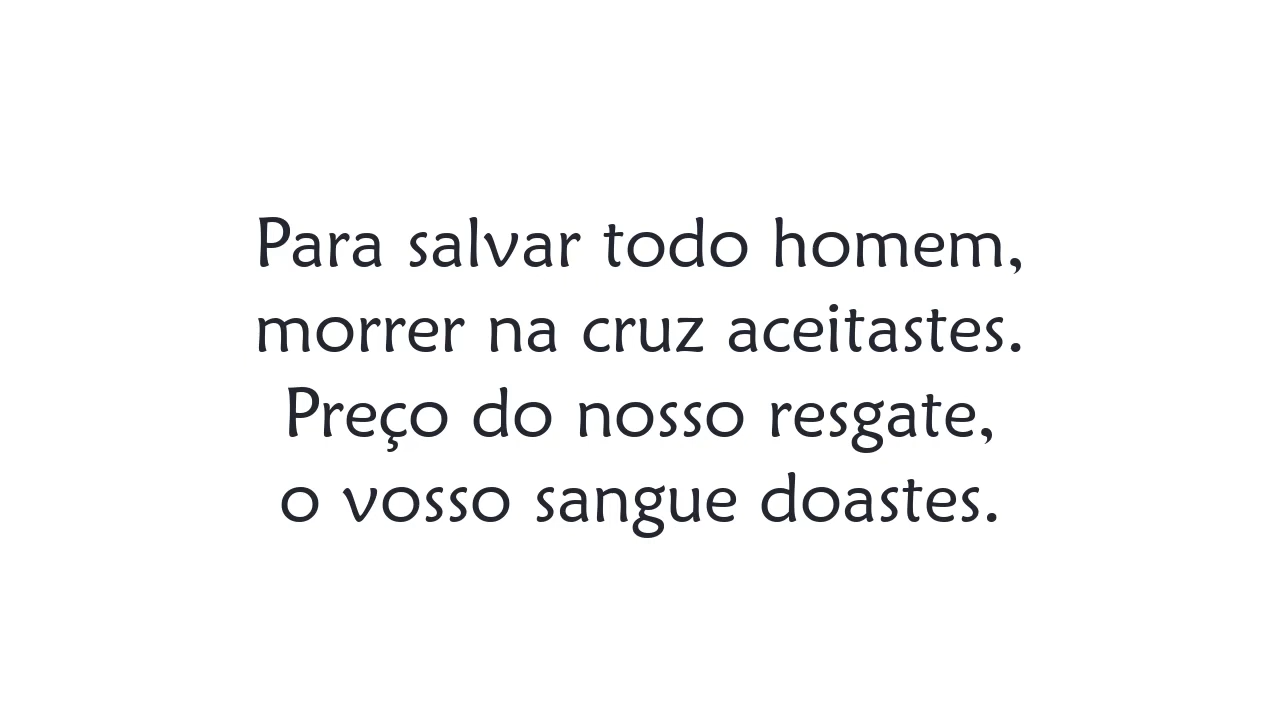 Para salvar todo homem,
morrer na cruz aceitastes.
Preço do nosso resgate,
o vosso sangue doastes.